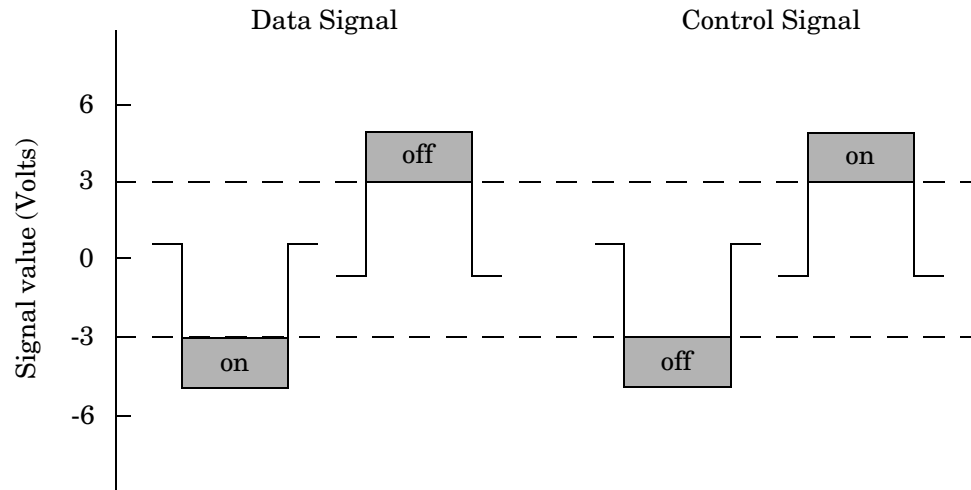 Data Signal
Control Signal
Signal value (Volts)
6
3
0
-3
-6
off
on
on
off